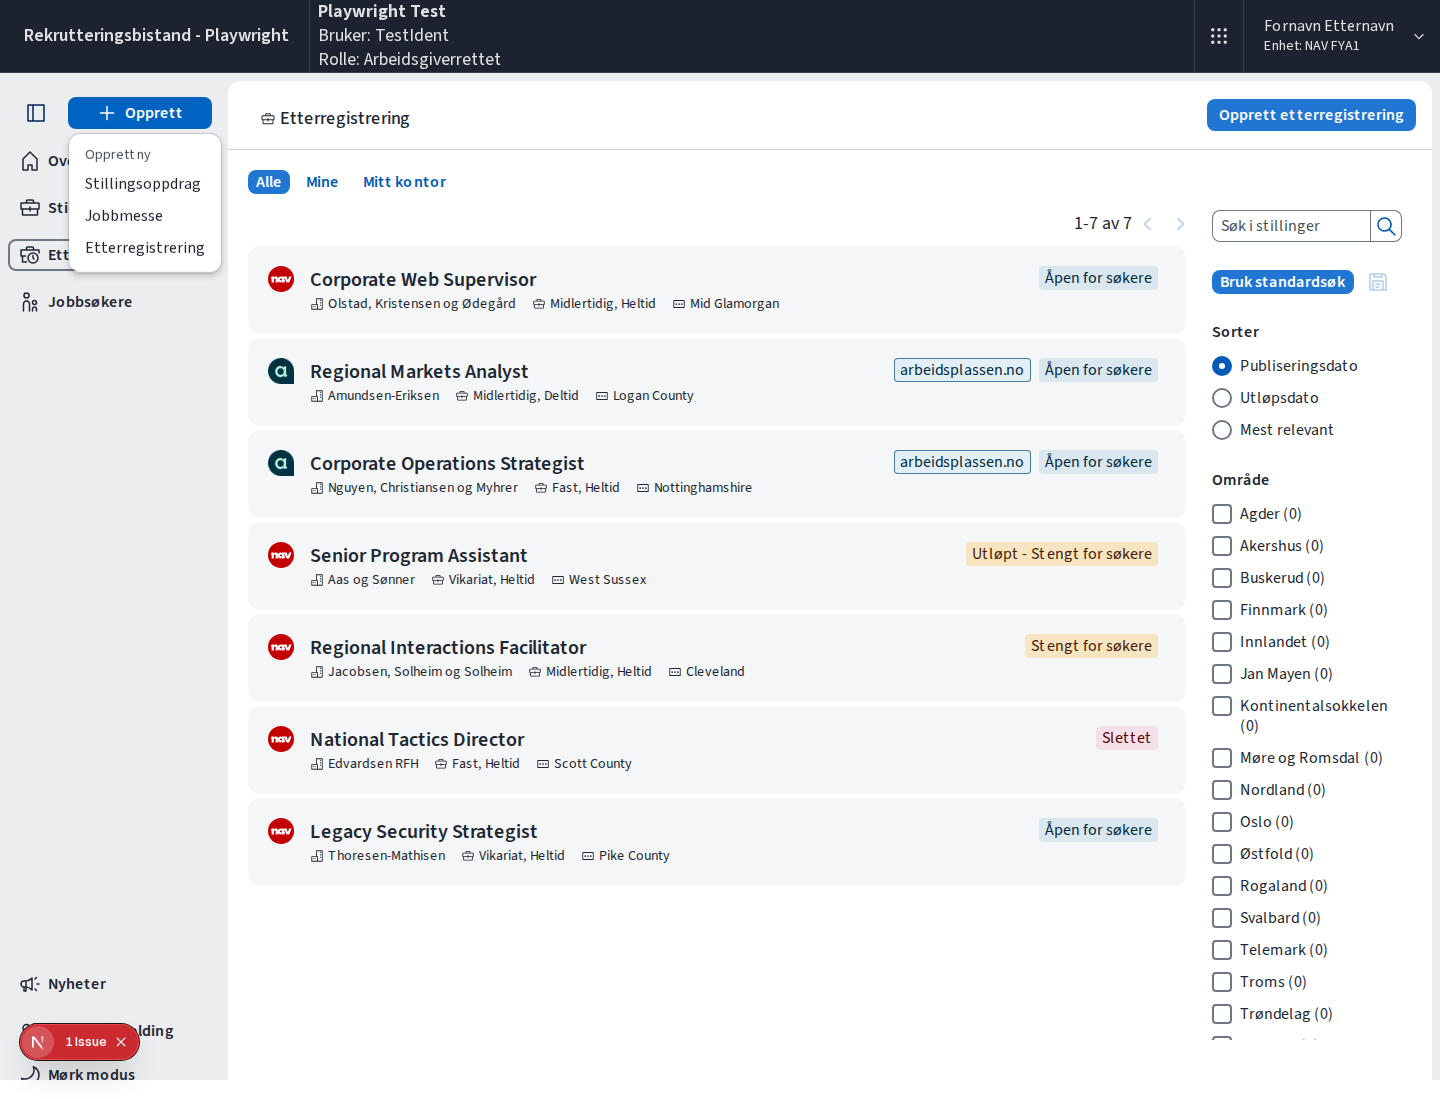 Rekrutteringsbistand - Playwright
Playwright Test
Bruker: TestIdent
Rolle: Arbeidsgiverrettet
Fornavn Etternavn
Enhet: NAV FYA1
Opprett
Opprett ny
Stillingsoppdrag
Jobbmesse
Etterregistrering
Jobbsøkere
Nyheter
1 Issue
Mørk modus
Etterregistrering
Opprett etterregistrering
Alle
Mine
Mitt kontor
1-7 av 7
nav
Corporate Web Supervisor
Olstad, Kristensen og Ødegård
Midlertidig, Heltid
Mid Glamorgan
Åpen for søkere
a
Regional Markets Analyst
Amundsen-Eriksen
Midlertidig, Deltid
Logan County
arbeidsplassen.no
Åpen for søkere
a
Corporate Operations Strategist
Nguyen, Christiansen og Myhrer
Fast, Heltid
Nottinghamshire
arbeidsplassen.no
Åpen for søkere
nav
Senior Program Assistant
Aas og Sønner
Vikariat, Heltid
West Sussex
Utløpt - Stengt for søkere
nav
Regional Interactions Facilitator
Jacobsen, Solheim og Solheim
Midlertidig, Heltid
Cleveland
Stengt for søkere
nav
National Tactics Director
Edvardsen RFH
Fast, Heltid
Scott County
Slettet
nav
Legacy Security Strategist
Thoresen-Mathisen
Vikariat, Heltid
Pike County
Åpen for søkere
Søk i stillinger
Bruk standardsøk
Sorter
Publiseringsdato
Utløpsdato
Mest relevant
Område
Agder (0)
Akershus (0)
Buskerud (0)
Finnmark (0)
Innlandet (0)
Jan Mayen (0)
Kontinentalsokkelen
(0)
Møre og Romsdal (0)
Nordland (0)
Oslo (0)
Østfold (0)
Rogaland (0)
Svalbard (0)
Telemark (0)
Troms (0)
Trøndelag (0)